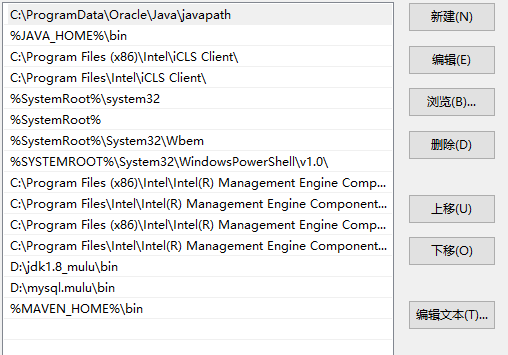 C:\ProgramData\Oracle\Java\javapath
%JAVA_HOME%\bin
C:\Program Files (x86)\Intel\iCLS Client\
C:\Program Files\Intel\iCLS Client\
%SystemRoot%\system32
%SystemRoot%
%SystemRoot%\System32\Wbem
%SYSTEMROOT%\System32\WindowsPowerShell\v1.0\
C:\Program Files (x86)\Intel\Intel(R) Management Engine Comp...
C:\Program Files\Intel\Intel(R) Management Engine Component...
C:\Program Files (x86)\Intel\Intel(R) Management Engine Comp...
C:\Program Files\Intel\Intel(R) Management Engine Component...
D:\jdk1.8_mulu\bin
D:\mysql.mulu\bin
%MAVEN_HOME%\bin
新建(N)
编辑(E)
浏览(B)...
删除(D)
上移(U)
下移(O)
编辑文本(T)...